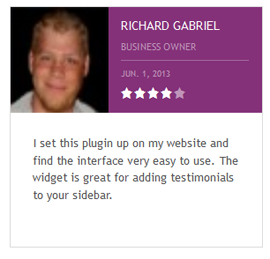 RICHARD GABRIEL
BUSINESS OWNER
JUN. 1, 2013
I set this plugin up on my website and
find the interface very easy to use. The
widget is great for adding testimonials
to your sidebar.